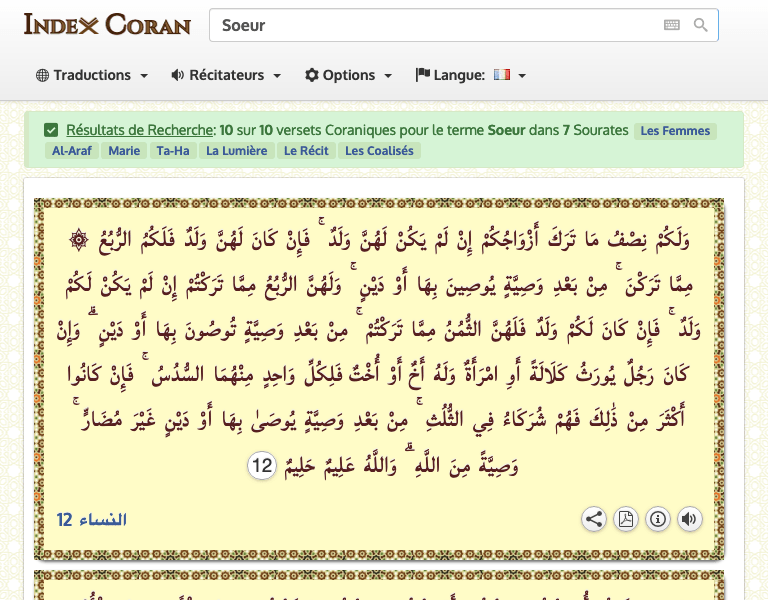 Index Coran
Soeur
Traductions Récitateurs Options Langue:
Résultats de Recherche: 10 sur 10 versets Coraniques pour le terme Soeur dans 7 Sourates Les Femmes
Al-Araf Marie Ta-Ha La Lumière Le Récit Les Coalisés
۞ وَلَكُمْ نِصْفُ مَا تَرَكَ أَزْوَاجُكُمْ إِنْ لَمْ يَكُنْ لَهُنَّ وَلَدٌ ۚ فَإِنْ كَانَ لَهُنَّ وَلَدٌ فَلَكُمُ الرُّبُعُ
مِمَّا تَرَكْنَ ۚ مِنْ بَعْدِ وَصِيَّةٍ يُوصِينَ بِهَا أَوْ دَيْنٍ ۚ وَلَهُنَّ الرُّبُعُ مِمَّا تَرَكْتُمْ إِنْ لَمْ يَكُنْ لَكُمْ
وَلَدٌ ۚ فَإِنْ كَانَ لَكُمْ وَلَدٌ فَلَهُنَّ الثُّمُنُ مِمَّا تَرَكْتُمْ ۚ مِنْ بَعْدِ وَصِيَّةٍ تُوصُونَ بِهَا أَوْ دَيْنٍ ۗ وَإِنْ
كَانَ رَجُلٌ يُورَثُ كَلَالَةً أَوِ امْرَأَةٌ وَلَهُ أَخٌ أَوْ أُخْتٌ فَلِكُلِّ وَاحِدٍ مِنْهُمَا السُّدُسُ ۚ فَإِنْ كَانُوا
أَكْثَرَ مِنْ ذَٰلِكَ فَهُمْ شُرَكَاءُ فِي الثُّلُثِ ۚ مِنْ بَعْدِ وَصِيَّةٍ يُوصَىٰ بِهَا أَوْ دَيْنٍ غَيْرَ مُضَارٍّ ۚ
وَصِيَّةً مِنَ اللَّهِ ۗ وَاللَّهُ عَلِيمٌ حَلِيمٌ 12
النساء 12